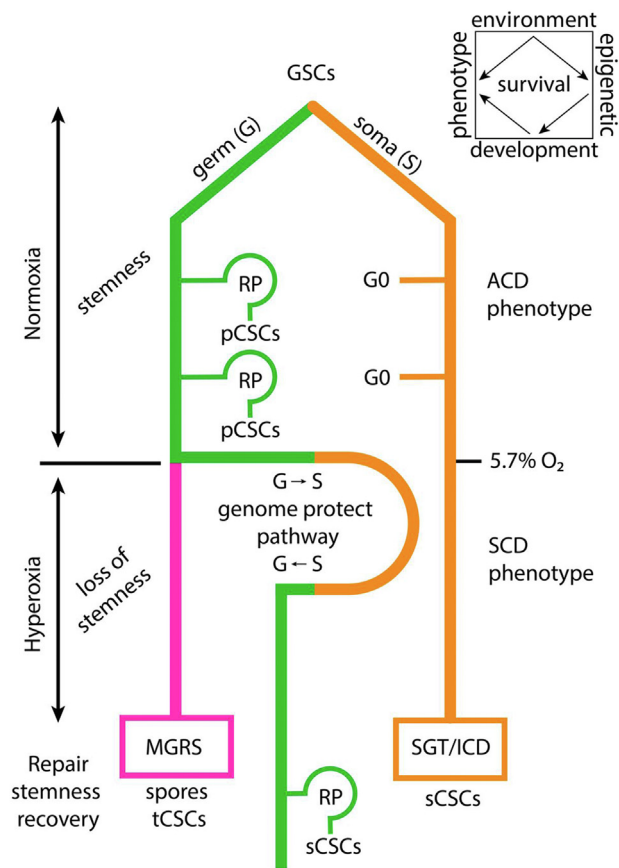 environment
phenotype
survival
epigenetic
development
GSCs
germ (G)
soma (S)
Normoxia
stemness
RP
pCSCs
RP
pCSCs
G0
G0
ACD
phenotype
5.7% O₂
G → S
genome protect
pathway
G ← S
SCD
phenotype
Hyperoxia
loss of
stemness
MGRS
spores
tCSCs
SGT/ICD
sCSCs
Repair
stemness
recovery
RP
sCSCs